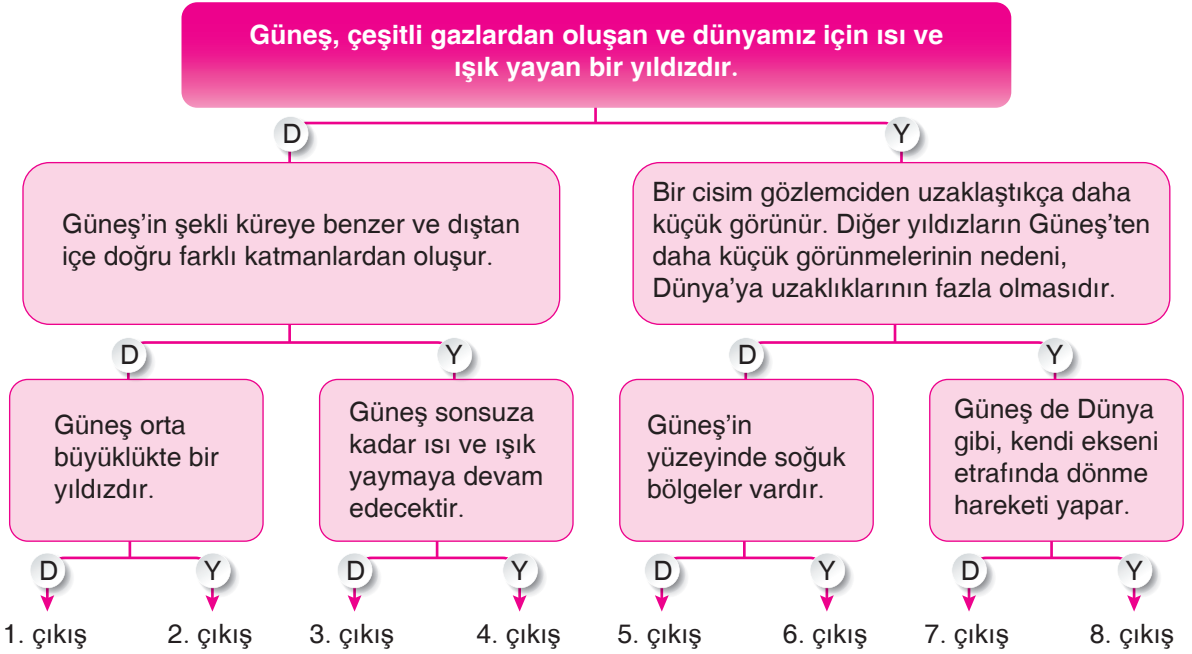 Güneş, çeşitli gazlardan oluşan ve dünyamız için ısı ve
ışık yayan bir yıldızdır.
D
Y
Güneş'in şekli küreye benzer ve dıştan
içe doğru farklı katmanlardan oluşur.
Bir cisim gözlemciden uzaklaştıkça daha
küçük görünür. Diğer yıldızların Güneş'ten
daha küçük görünmelerinin nedeni,
Dünya'ya uzaklıklarının fazla olmasıdır.
D
Y
D
Y
Güneş orta
büyüklükte bir
yıldızdır.
Güneş sonsuza
kadar ısı ve ışık
yaymaya devam
edecektir.
Güneş'in
yüzeyinde soğuk
bölgeler vardır.
Güneş de Dünya
gibi, kendi ekseni
etrafında dönme
hareketi yapar.
D
Y
D
Y
D
Y
D
Y
1. çıkış
2. çıkış
3. çıkış
4. çıkış
5. çıkış
6. çıkış
7. çıkış
8. çıkış